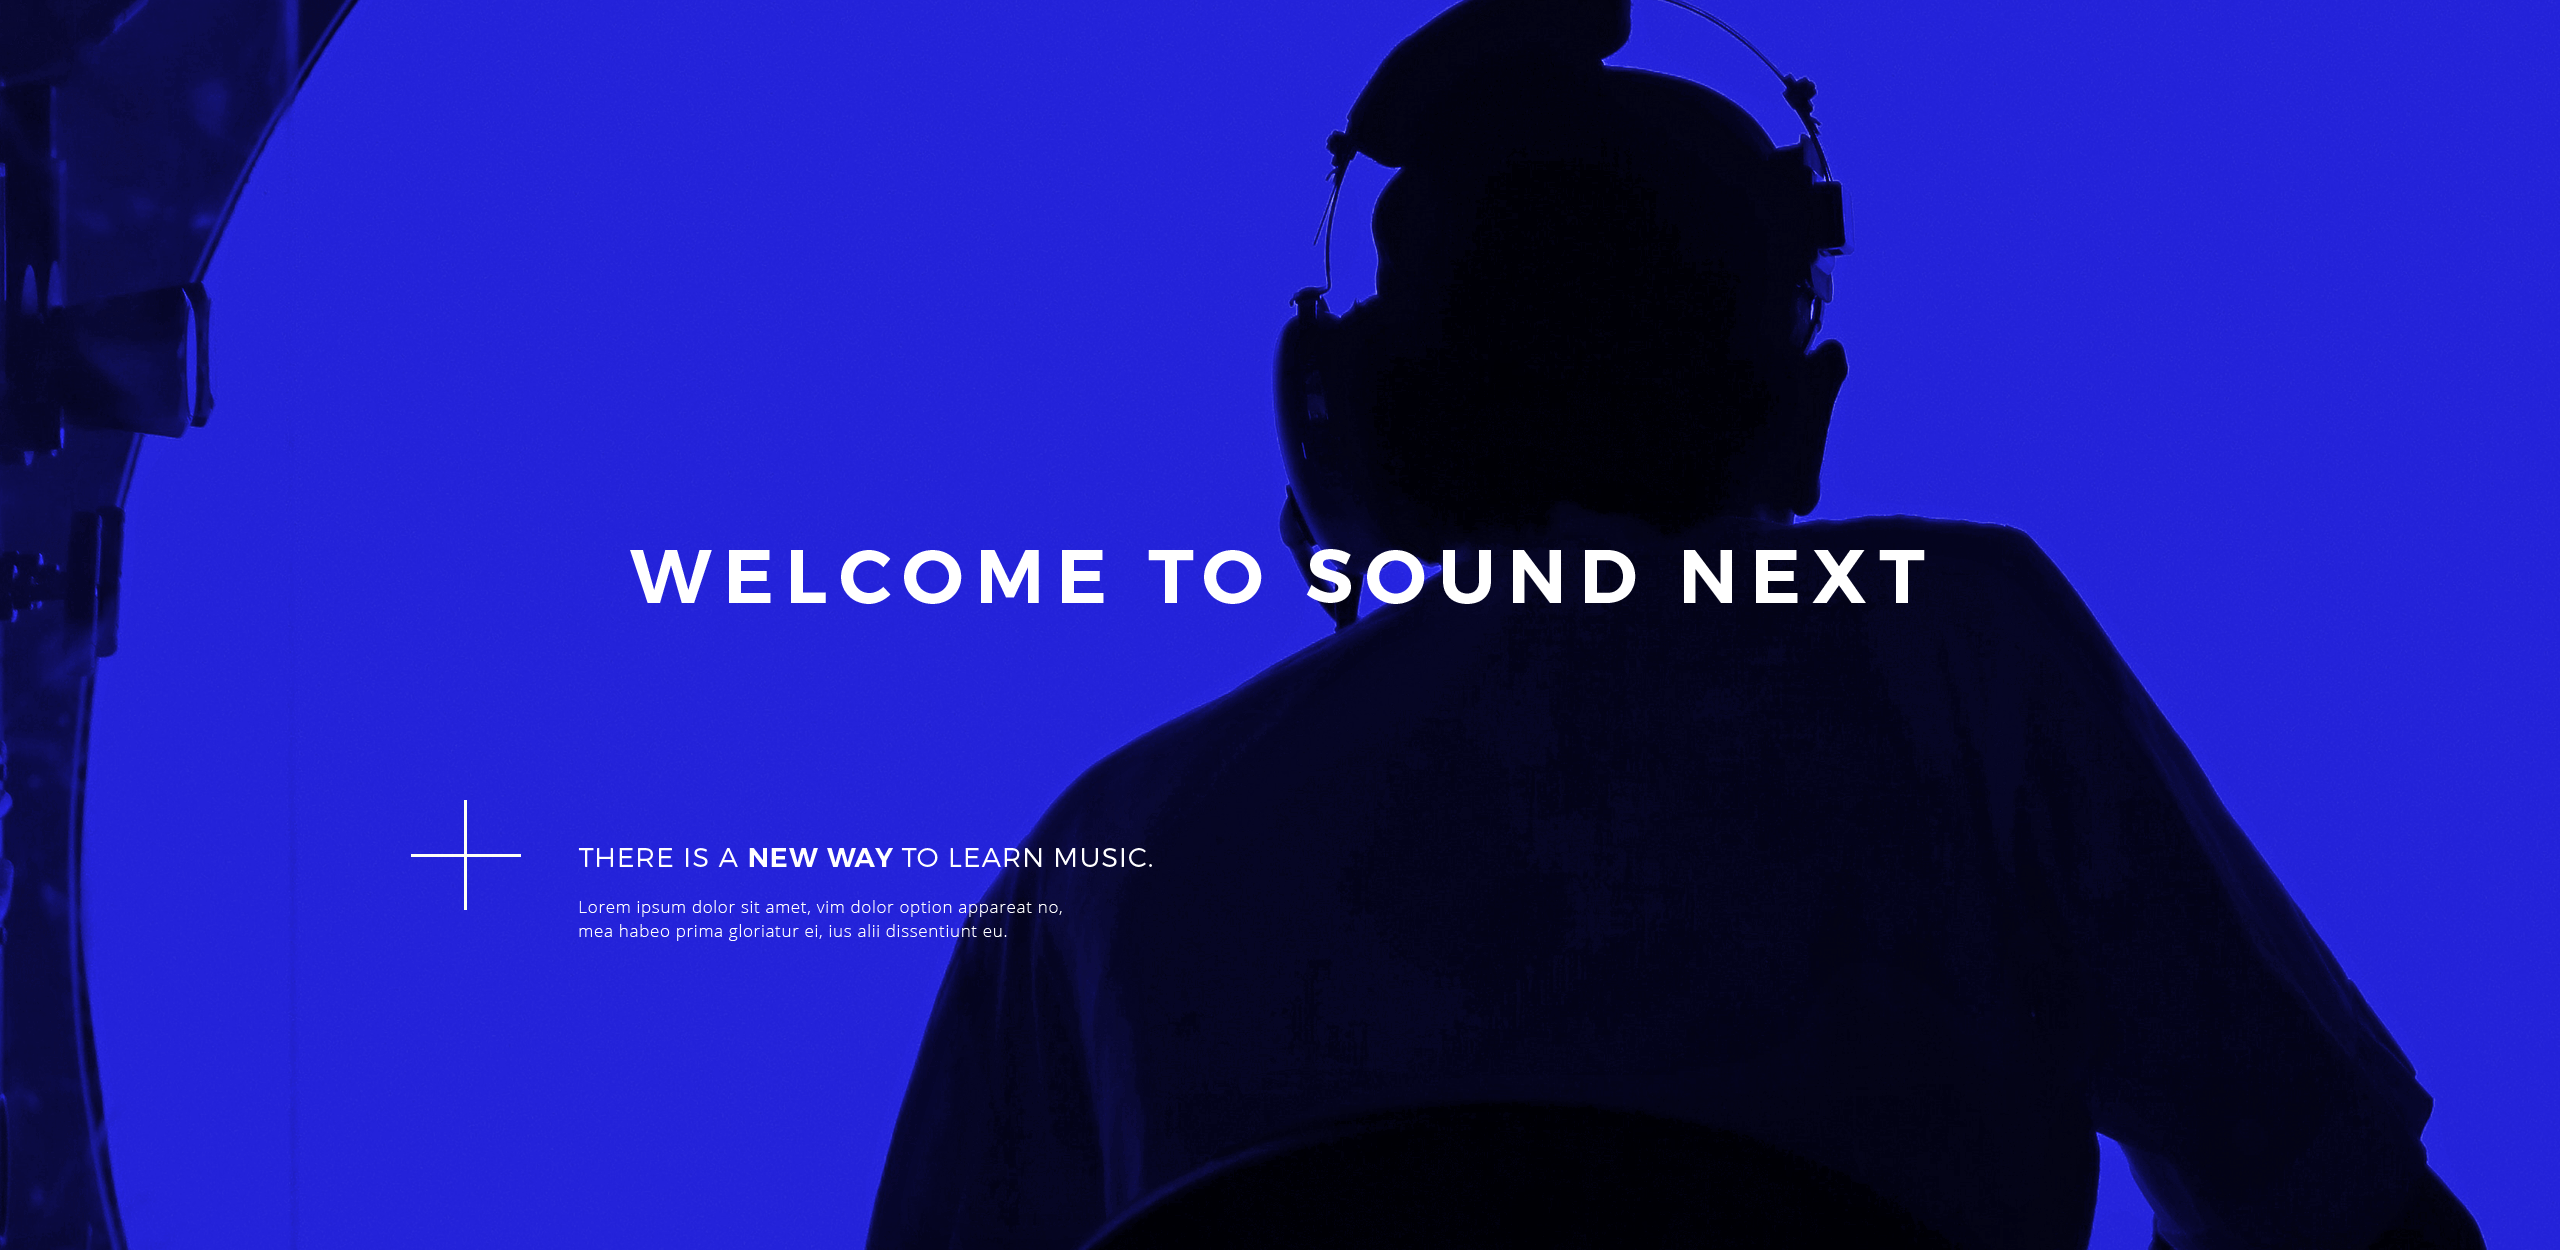 WELCOME TO SOUND NEXT
THERE IS A NEW WAY TO LEARN MUSIC.
Lorem ipsum dolor sit amet, vim dolor option appareat no,
mea habeo prima gloriatur ei, ius alii dissentiunt eu.